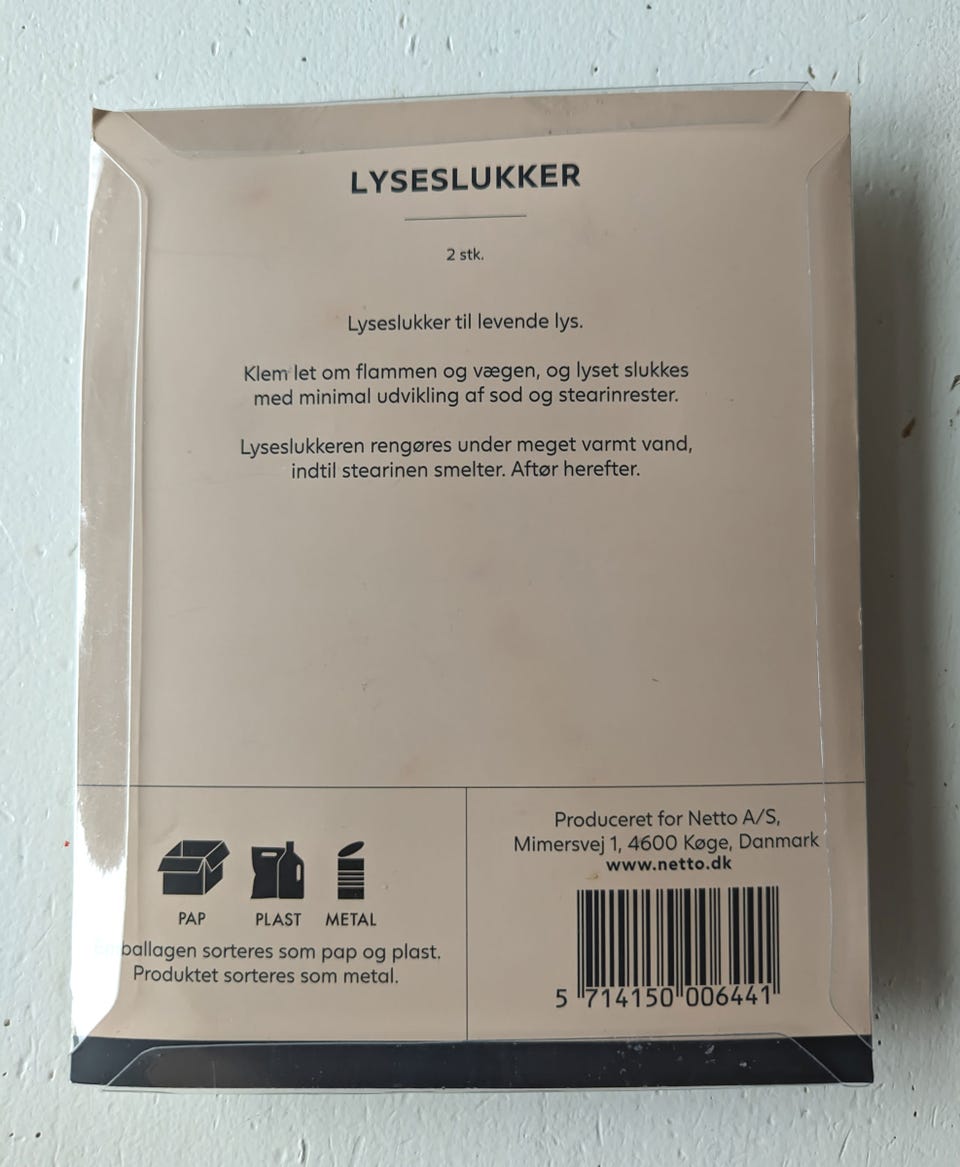 LYSESLUKKER
2 stk.
Lyseslukker til levende lys.
Klem let om flammen og vægen, og lyset slukkes
med minimal udvikling af sod og stearinrester.
Lyseslukkeren rengøres under meget varmt vand,
indtil stearinen smelter. Aftør herefter.
PAP PLAST METAL
Emballagen sorteres som pap og plast.
Produktet sorteres som metal.
Produceret for Netto A/S,
Mimersvej 1, 4600 Køge, Danmark
www.netto.dk
5 714150 006441